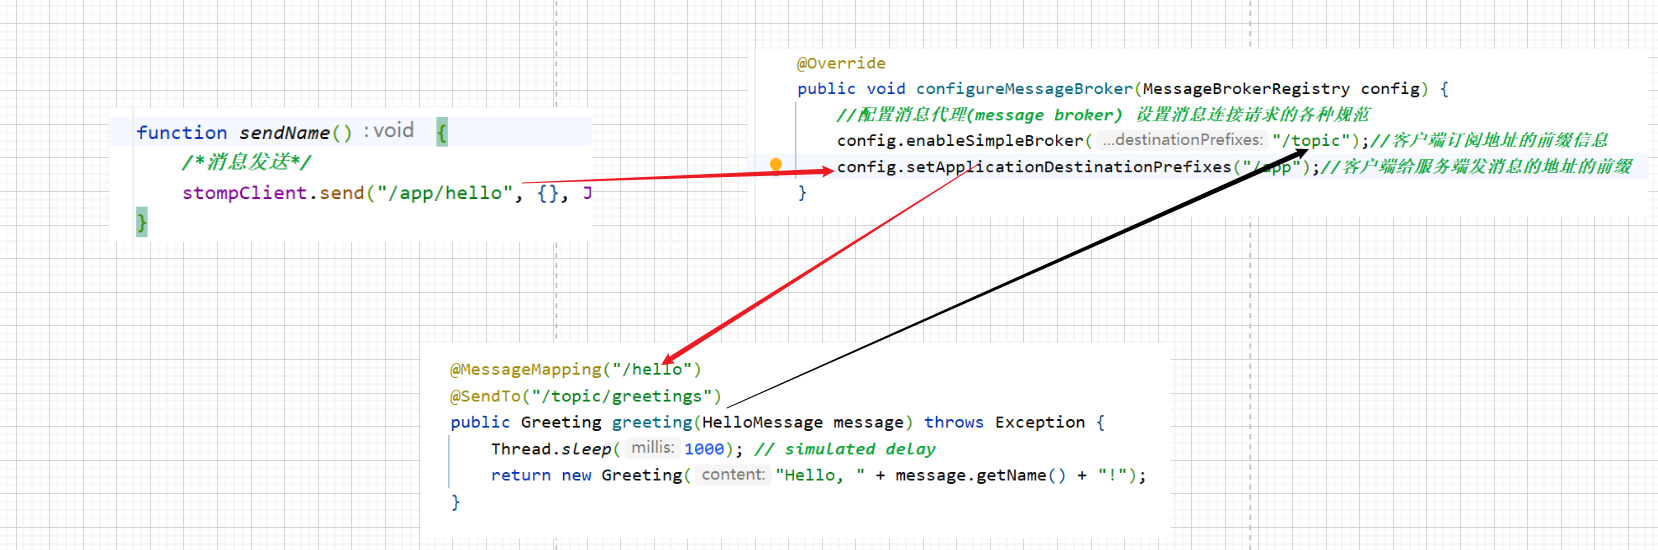 function sendName() : void {
/*消息发送*/
stompClient.send("/app/hello", {}, J
}
@Override
public void configureMessageBroker(MessageBrokerRegistry config) {
//配置消息代理(message broker) 设置消息连接请求的各种规范
config.enableSimpleBroker( ...destinationPrefixes: "/topic");//客户端订阅地址的前缀信息
config.setApplicationDestinationPrefixes("/app");//客户端给服务端发消息的地址的前缀
}
@MessageMapping("/hello")
@SendTo("/topic/greetings")
public Greeting greeting(HelloMessage message) throws Exception {
Thread.sleep( millis: 1000); // simulated delay
return new Greeting( content: "Hello, " + message.getName() + "!");
}